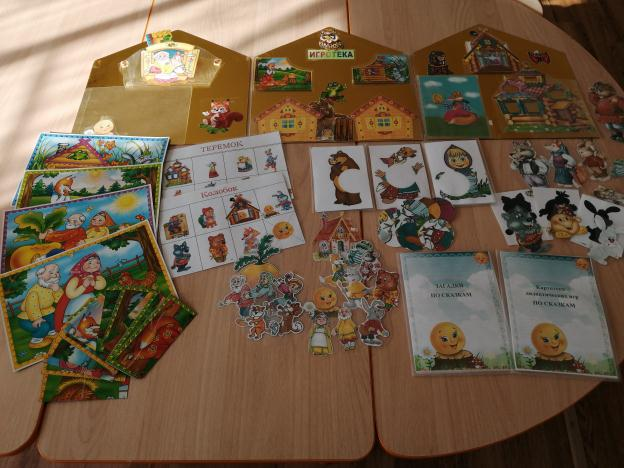 ИГРОТЕКА
ТЕРЕМОК
Колобок
ЗАГАДКИ
ПО СКАЗКАМ
Картотека
дидактических игр
ПО СКАЗКАМ